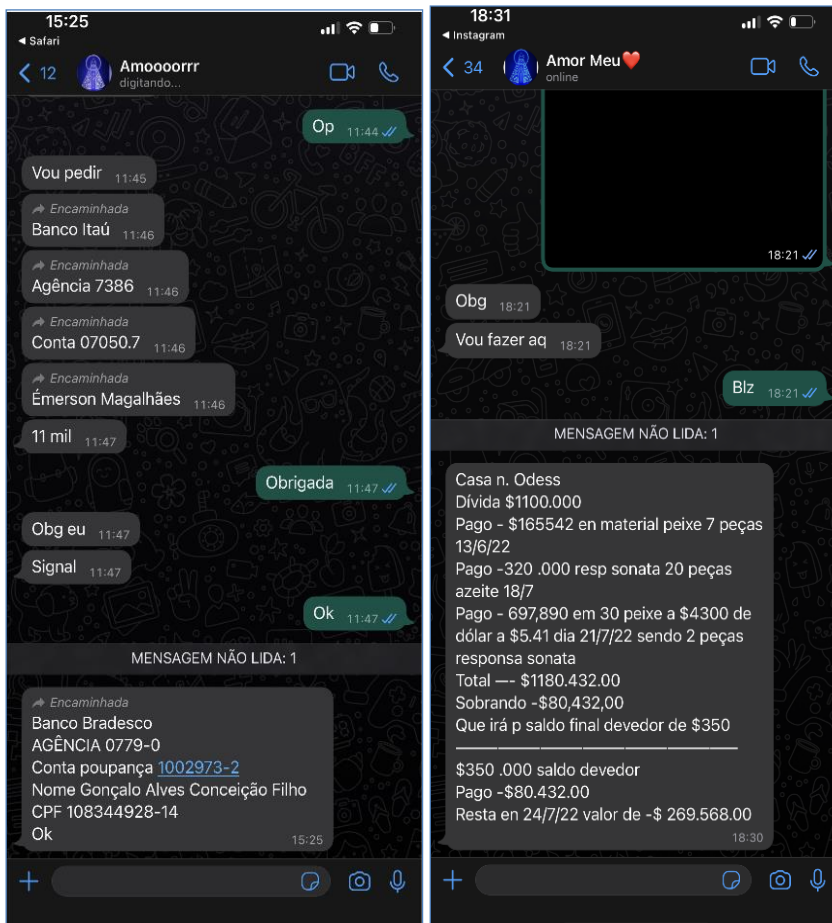 15:25
Safari
12
Amoooorrr
digitando...
Op 11:44
Vou pedir 11:45
Encaminhada
Banco Itaú 11:46
Encaminhada
Agência 7386 11:46
Encaminhada
Conta 07050.7 11:46
Encaminhada
Émerson Magalhães 11:46
11 mil 11:47
Obrigada 11:47
Obg eu 11:47
Signal 11:47
Ok 11:47
MENSAGEM NÃO LIDA: 1
Encaminhada
Banco Bradesco
AGÊNCIA 0779-0
Conta poupança 1002973-2
Nome Gonçalo Alves Conceição Filho
CPF 108344928-14
Ok
15:25
18:31
Instagram
34
Amor Meu❤️
online
18:21
Obg 18:21
Vou fazer aq 18:21
Blz 18:21
MENSAGEM NÃO LIDA: 1
Casa n. Odess
Dívida $1100.000
Pago - $165542 en material peixe 7 peças
13/6/22
Pago -320 .000 resp sonata 20 peças
azeite 18/7
Pago - 697,890 em 30 peixe a $4300 de
dólar a $5.41 dia 21/7/22 sendo 2 peças
responsa sonata
Total —- $1180.432.00
Sobrando -$80,432,00
Que irá p saldo final devedor de $350
$350 .000 saldo devedor
Pago -$80.432.00
Resta en 24/7/22 valor de -$ 269.568.00
18:30